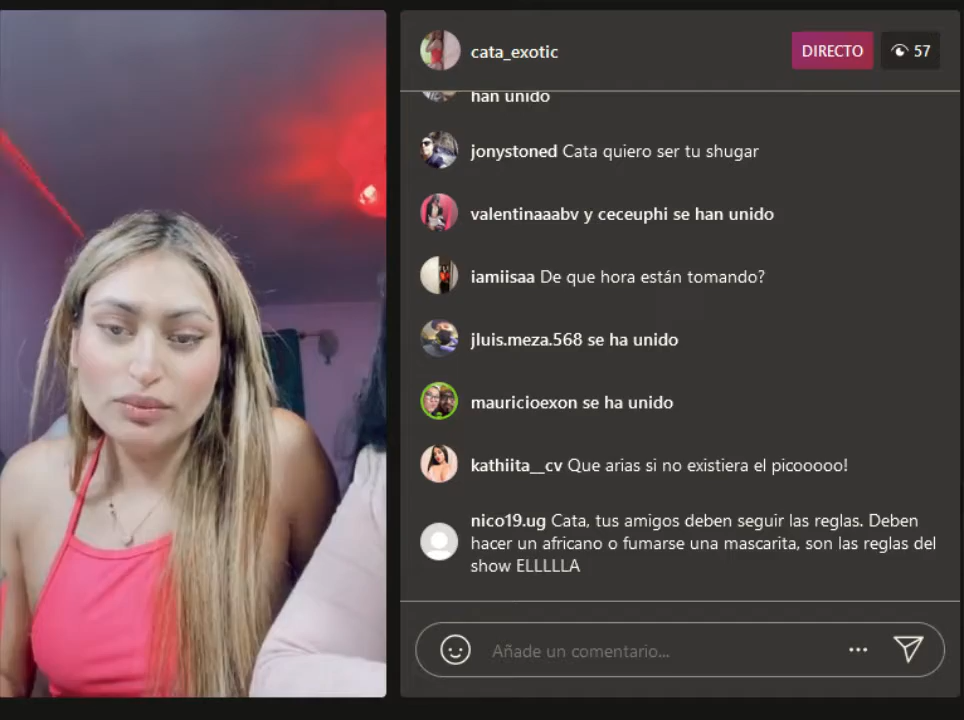 cata_exotic
DIRECTO
57
han unido
jonystoned Cata quiero ser tu shugar
valentinaaabv y ceceuphi se han unido
iamiisaa De que hora están tomando?
jluis.meza.568 se ha unido
mauricioexon se ha unido
kathiita__cv Que arias si no existiera el picooooo!
nico19.ug Cata, tus amigos deben seguir las reglas. Deben
hacer un africano o fumarse una mascarita, son las reglas del
show ELLLLLA
Añade un comentario...